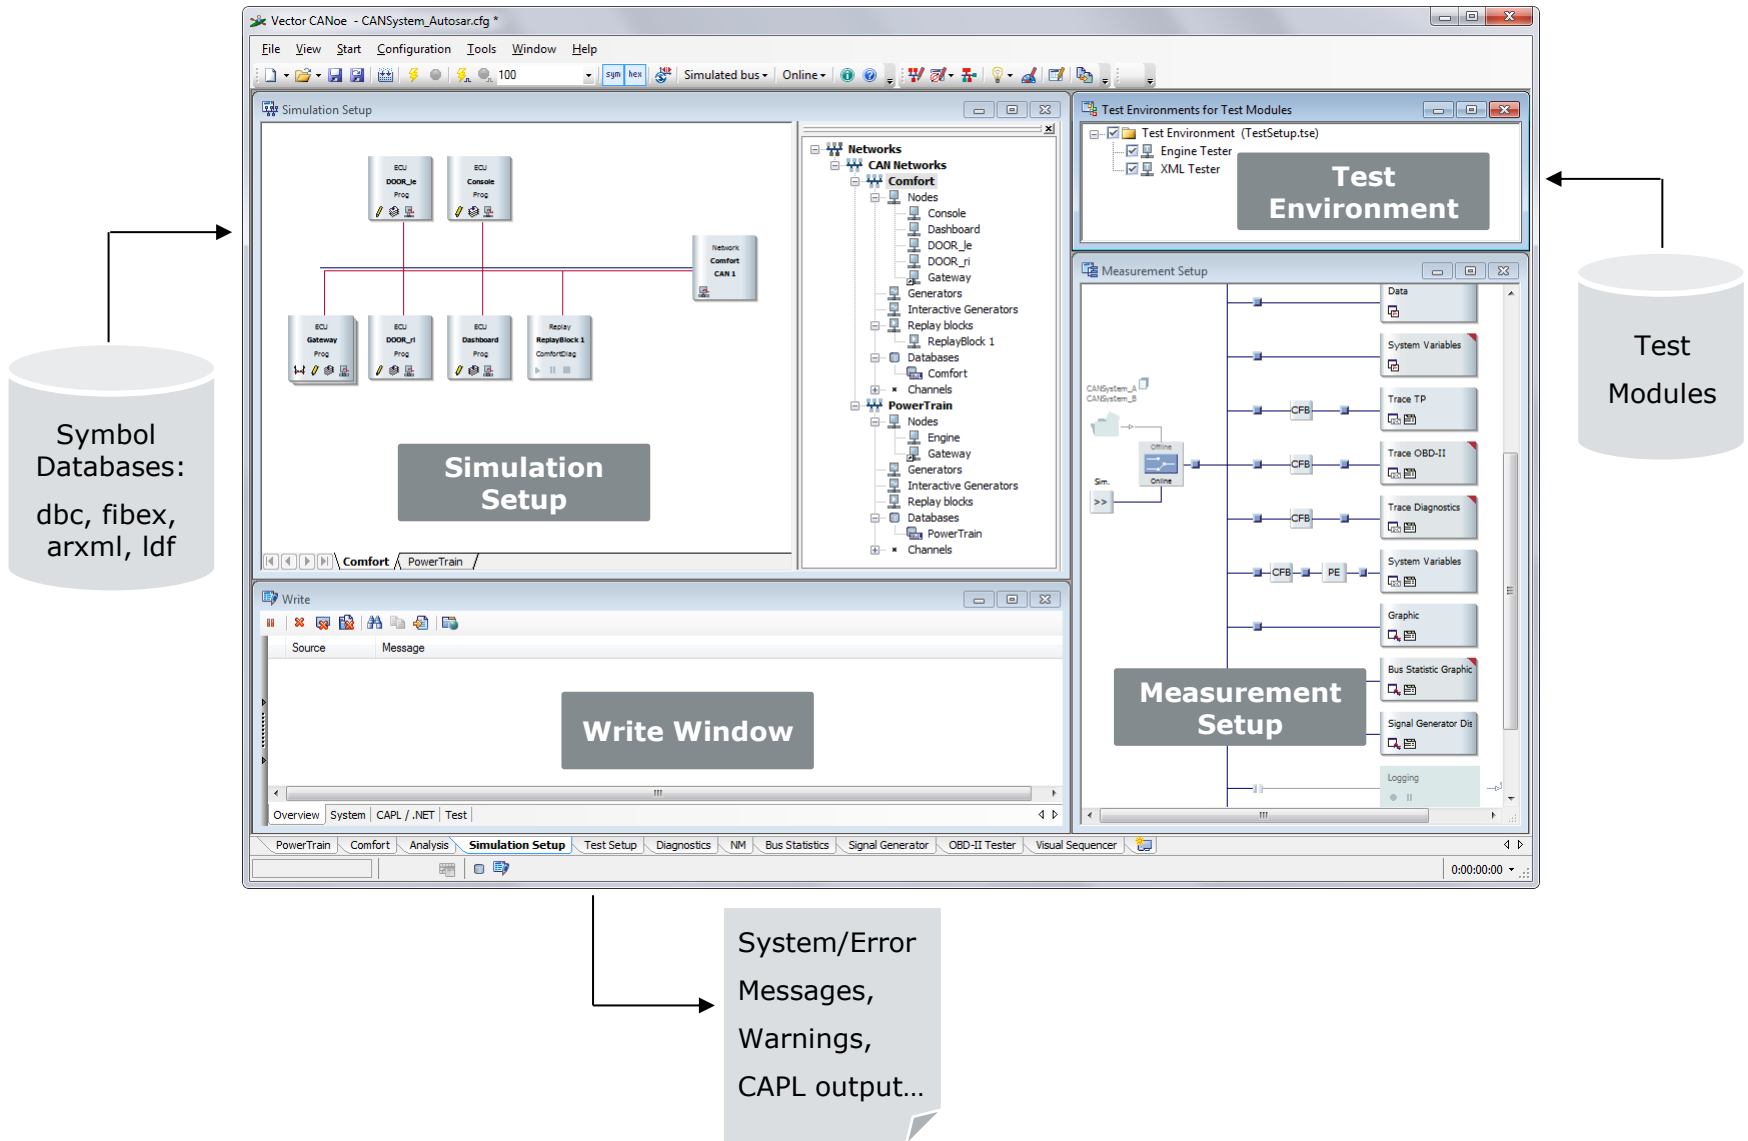 Vector CANoe - CANSystem_Autosar.cfg *
File View Start Configuration Tools Window Help
100
sym hex
Simulated bus
Online
Simulation Setup
ECU
DOOR_le
Prog
ECU
Console
Prog
Network
Comfort
CAN 1
ECU
Gateway
Prog
ECU
DOOR_ri
Prog
ECU
Dashboard
Prog
Replay
ReplayBlock 1
ComfortDiag
Simulation
Setup
Comfort
PowerTrain
Networks
CAN Networks
Comfort
Nodes
Console
Dashboard
DOOR_le
DOOR_ri
Gateway
Generators
Interactive Generators
Replay blocks
ReplayBlock 1
Databases
Comfort
Channels
PowerTrain
Nodes
Engine
Gateway
Generators
Interactive Generators
Replay blocks
Databases
PowerTrain
Channels
Test Environments for Test Modules
Test Environment (TestSetup.tse)
Engine Tester
XML Tester
Test
Environment
Measurement Setup
CANSystem_A
CANSystem_B
Offline
Online
Sim.
>>
Data
System Variables
CFB
Trace TP
CFB
Trace OBD-II
CFB
Trace Diagnostics
CFB
PE
System Variables
Graphic
Bus Statistic Graphic
Signal Generator Dis
Logging
Measurement
Setup
Write
Source Message
Write Window
Overview System CAPL / .NET Test
PowerTrain Comfort Analysis Simulation Setup Test Setup Diagnostics NM Bus Statistics Signal Generator OBD-II Tester Visual Sequencer
0:00:00:00
Symbol
Databases:
dbc, fibex,
arxml, ldf
Test
Modules
System/Error
Messages,
Warnings,
CAPL output…